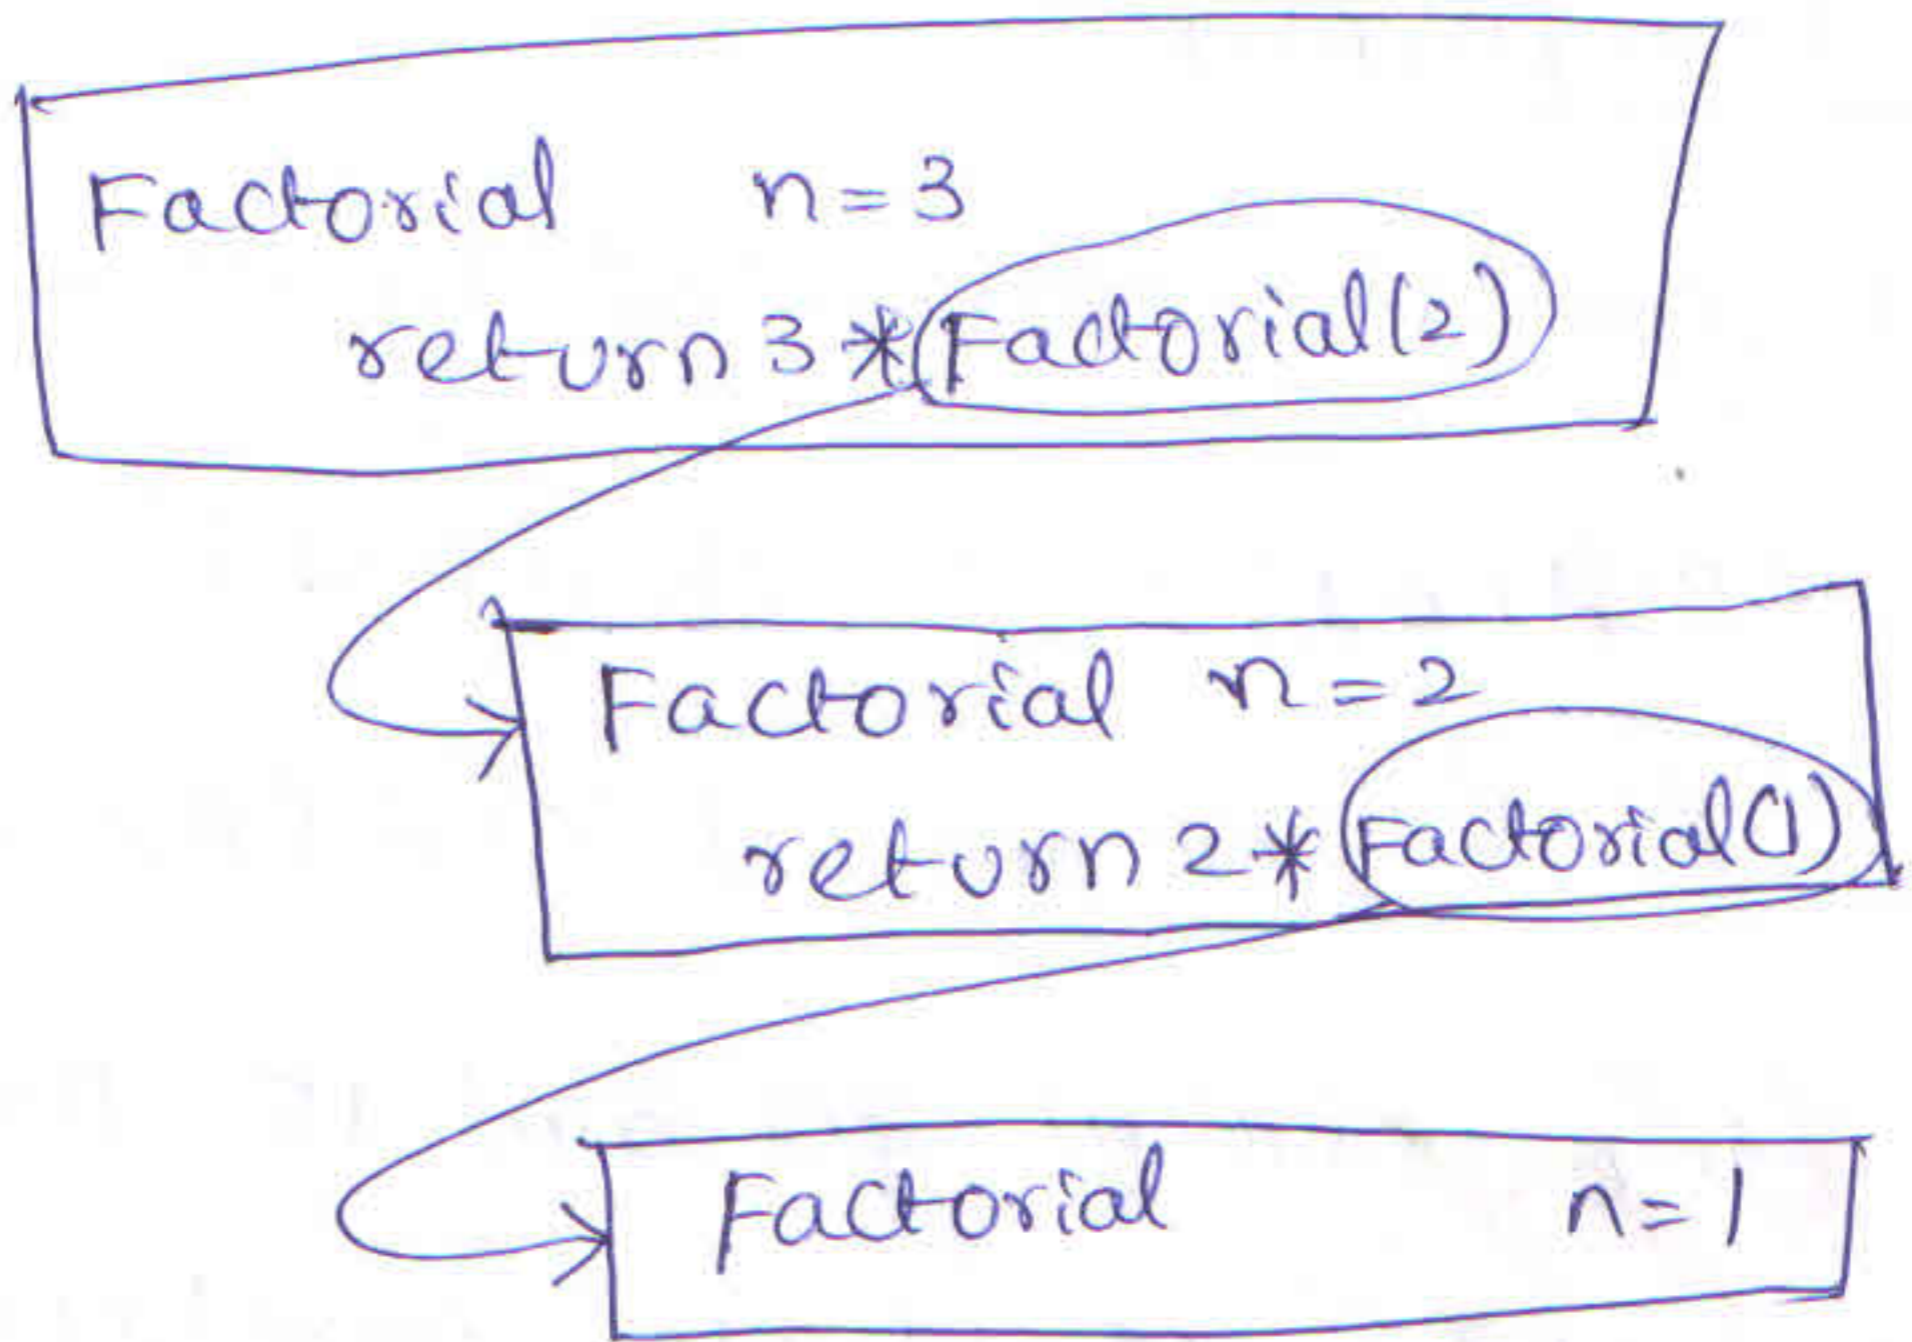 Factorial n=3
return 3*Factorial(2)
Factorial n=2
return 2*Factorial(1)
Factorial n=1